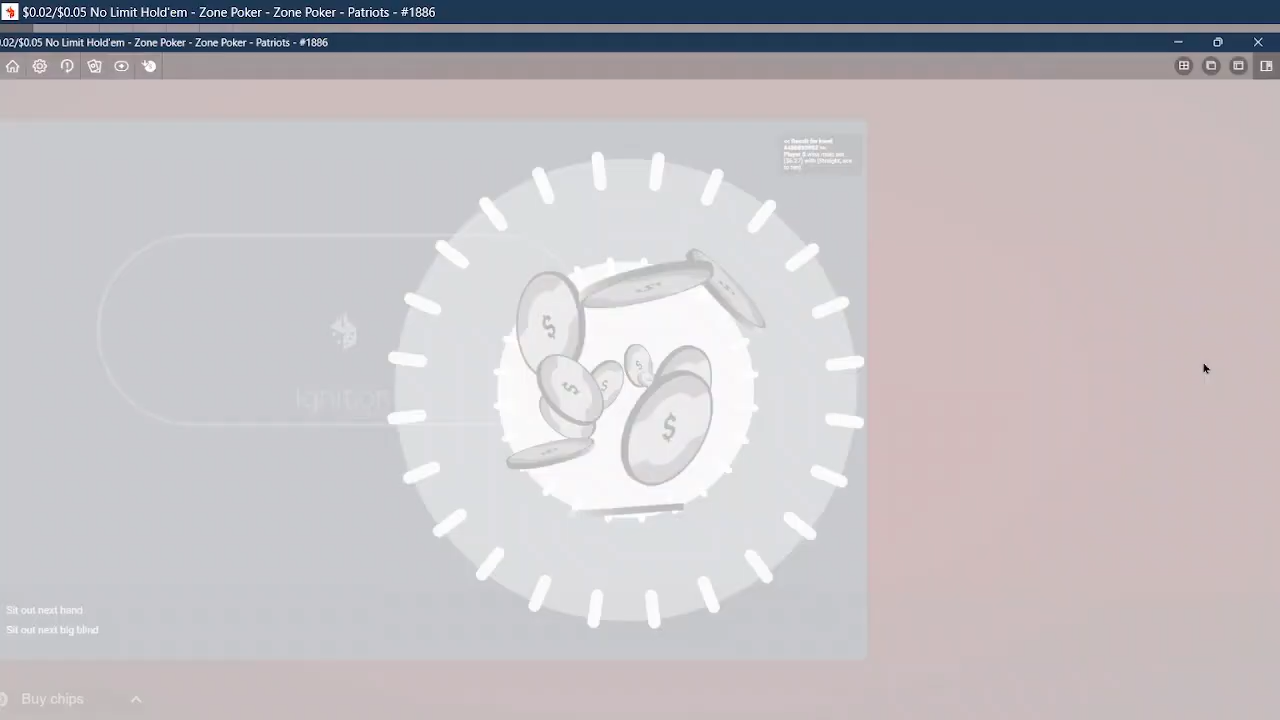 $0.02/$0.05 No Limit Hold'em - Zone Poker - Zone Poker - Patriots - #1886
.02/$0.05 No Limit Hold'em - Zone Poker - Zone Poker - Patriots - #1886
Ignition
$
$
$
$
$
Sit out next hand
Sit out next big blind
Buy chips